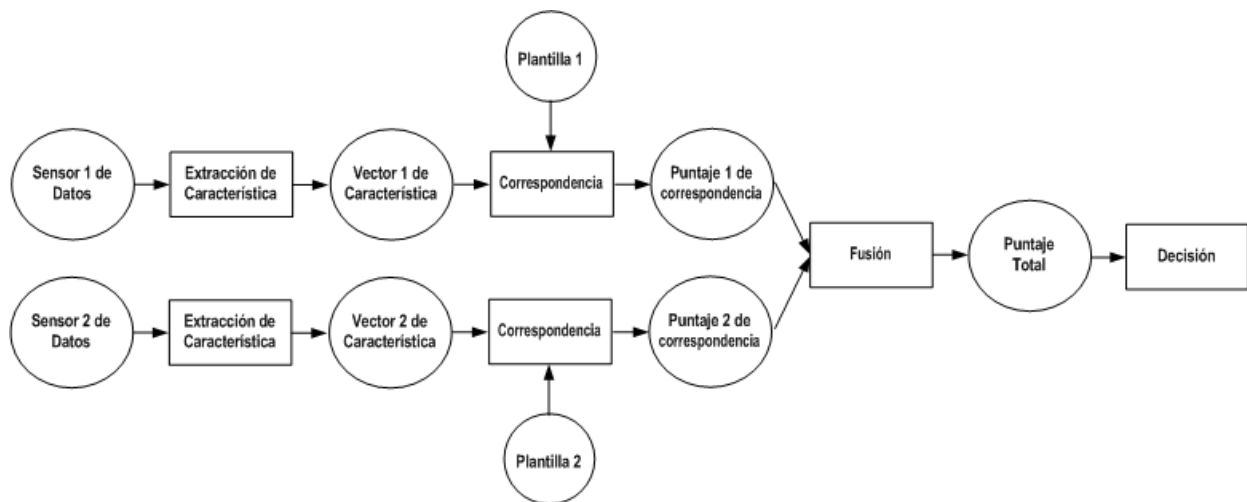 Plantilla 1
Sensor 1 de
Datos
Extracción de
Característica
Vector 1 de
Característica
Correspondencia
Puntaje 1 de
correspondencia
Fusión
Puntaje
Total
Decisión
Sensor 2 de
Datos
Extracción de
Característica
Vector 2 de
Característica
Correspondencia
Puntaje 2 de
correspondencia
Plantilla 2